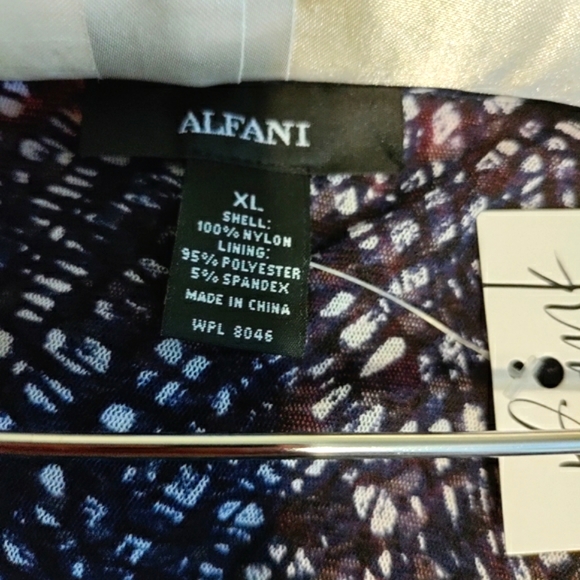 ALFANI
XL
SHELL:
100% NYLON
LINING:
95% POLYESTER
5% SPANDEX
MADE IN CHINA
WPL 8046